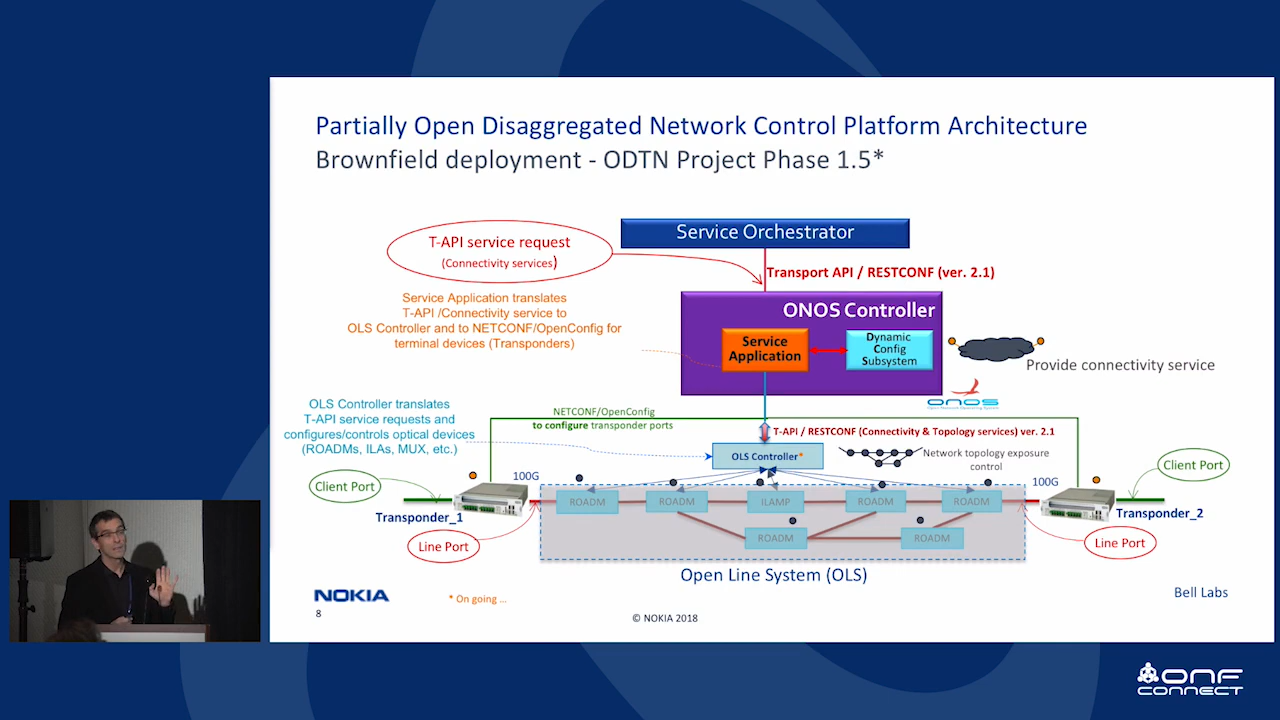 Partially Open Disaggregated Network Control Platform Architecture
Brownfield deployment - ODTN Project Phase 1.5*
Service Orchestrator
T-API service request
(Connectivity services)
Transport API / RESTCONF (ver. 2.1)
Service Application translates
T-API /Connectivity service to
OLS Controller and to NETCONF/OpenConfig for
terminal devices (Transponders)
ONOS Controller
Service
Application
Dynamic
Config
Subsystem
Provide connectivity service
onos
Open Network Operating System
OLS Controller translates
T-API service requests and
configures/controls optical devices
(ROADMs, ILAs, MUX, etc.)
NETCONF/OpenConfig
to configure transponder ports
T-API / RESTCONF (Connectivity & Topology services) ver. 2.1
OLS Controller*
Network topology exposure
control
Client Port
100G
100G
Client Port
ROADM
ROADM
ILAMP
ROADM
ROADM
Transponder_1
Transponder_2
Line Port
ROADM
ROADM
Line Port
Open Line System (OLS)
NOKIA
* On going ...
Bell Labs
8
© NOKIA 2018
ONF
CONNECT